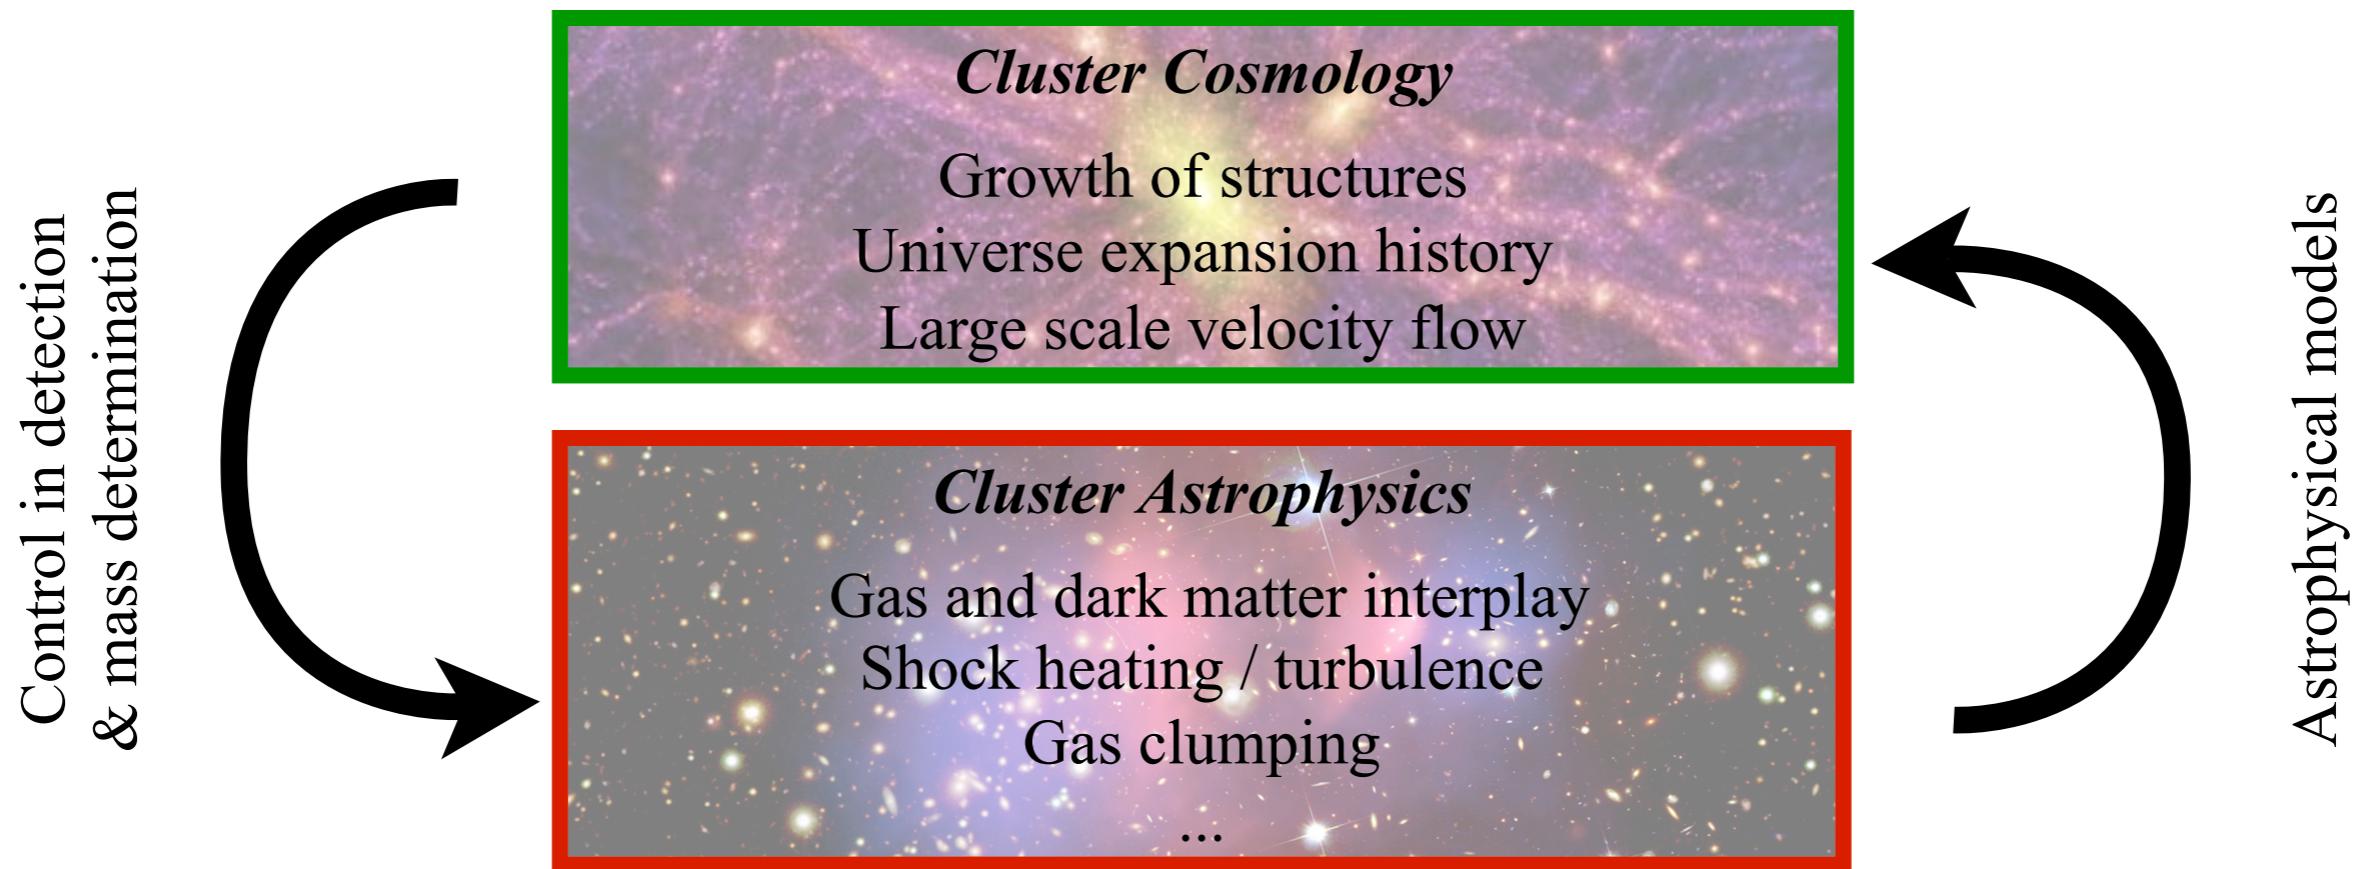 Control in detection
& mass determination
Cluster Cosmology
Growth of structures
Universe expansion history
Large scale velocity flow
Cluster Astrophysics
Gas and dark matter interplay
Shock heating / turbulence
Gas clumping
...
Astrophysical models